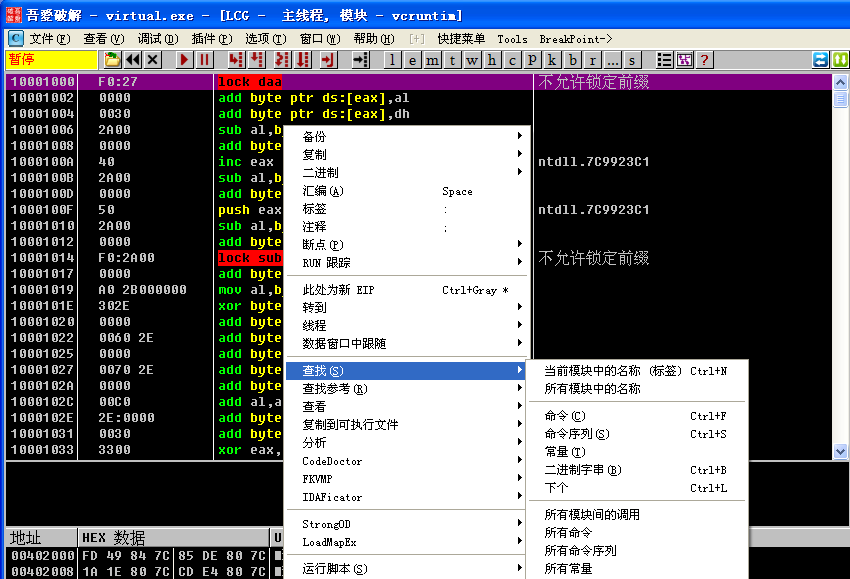 吾爱破解 - virtual.exe - [LCG -  主线程, 模块 - vcruntim]
C 文件(F) 查看(V) 调试(D) 插件(P) 选项(T) 窗口(W) 帮助(H) [+] 快捷菜单 Tools BreakPoint->
暂停 l e m t w h c P k b r ... s ?
10001000 F0:27 lock daa 不允许锁定前缀
10001002 0000 add byte ptr ds:[eax],al
10001004 0030 add byte ptr ds:[eax],dh
10001006 2A00 sub al,b
10001008 0000 add byte
1000100A 40 inc eax ntdll.7C9923C1
1000100B 2A00 sub al,b
1000100D 0000 add byte
1000100F 50 push eax ntdll.7C9923C1
10001010 2A00 sub al,b
10001012 0000 add byte
10001014 F0:2A00 lock sub 不允许锁定前缀
10001017 0000 add byte
10001019 A0 2B000000 mov al,b
1000101E 302E xor byte
10001020 0000 add byte
10001022 0060 2E add byte
10001025 0000 add byte
10001027 0070 2E add byte
1000102A 0000 add byte
1000102C 00C0 add al,a
1000102E 2E:0000 add byte
10001031 0030 add byte
10001033 3300 xor eax,
备份
复制
二进制
汇编(A) Space
标签 :
注释 ;
断点(P)
RUN 跟踪
此处为新 EIP Ctrl+Gray *
转到
线程
数据窗口中跟随
查找(S)
查找参考(R)
查看
复制到可执行文件
分析
CodeDoctor
FKVMP
IDAFicator
StrongOD
LoadMapEx
运行脚本(S)
当前模块中的名称 (标签) Ctrl+N
所有模块中的名称
命令(C) Ctrl+F
命令序列(S) Ctrl+S
常量(T)
二进制字串(B) Ctrl+B
下个 Ctrl+L
所有模块间的调用
所有命令
所有命令序列
所有常量
地址 HEX 数据 U
00402000 FD 49 84 7C 85 DE 80 7C
00402008 1A 1E 80 7C CD E4 80 7C